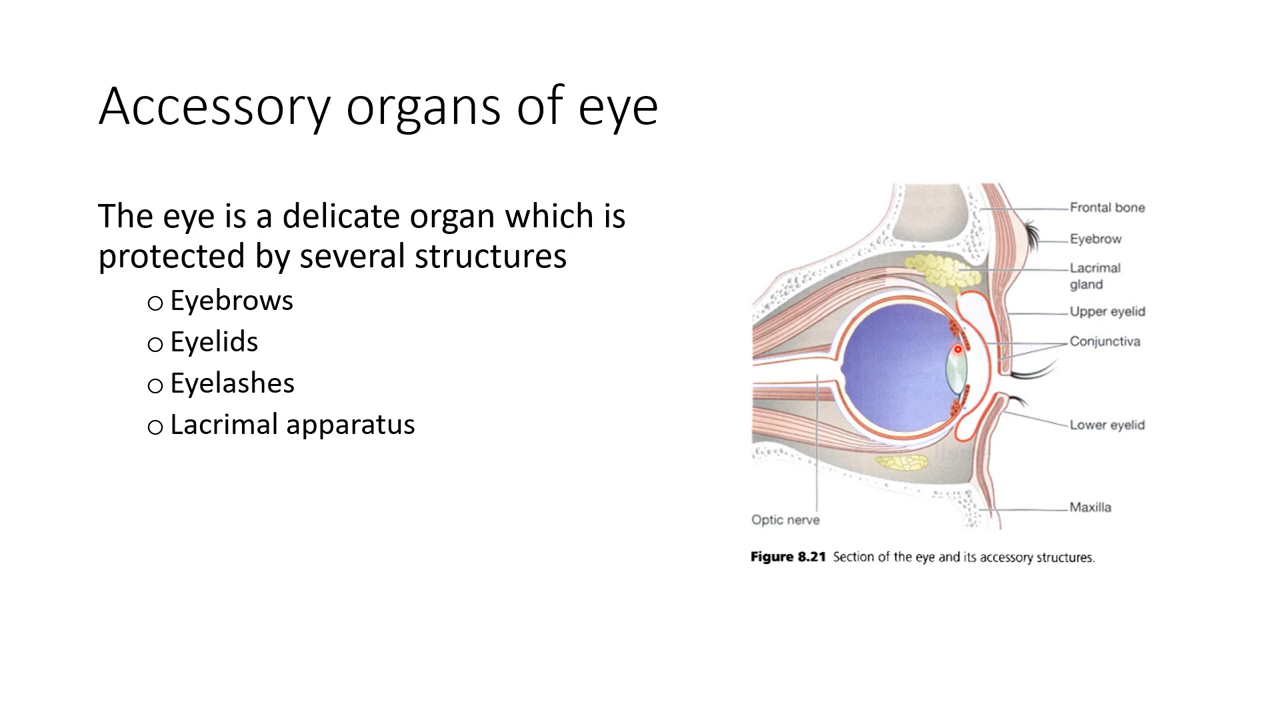 Accessory organs of eye
The eye is a delicate organ which is
protected by several structures
o Eyebrows
o Eyelids
o Eyelashes
o Lacrimal apparatus
Frontal bone
Eyebrow
Lacrimal
gland
Upper eyelid
Conjunctiva
Lower eyelid
Maxilla
Optic nerve
Figure 8.21 Section of the eye and its accessory structures.